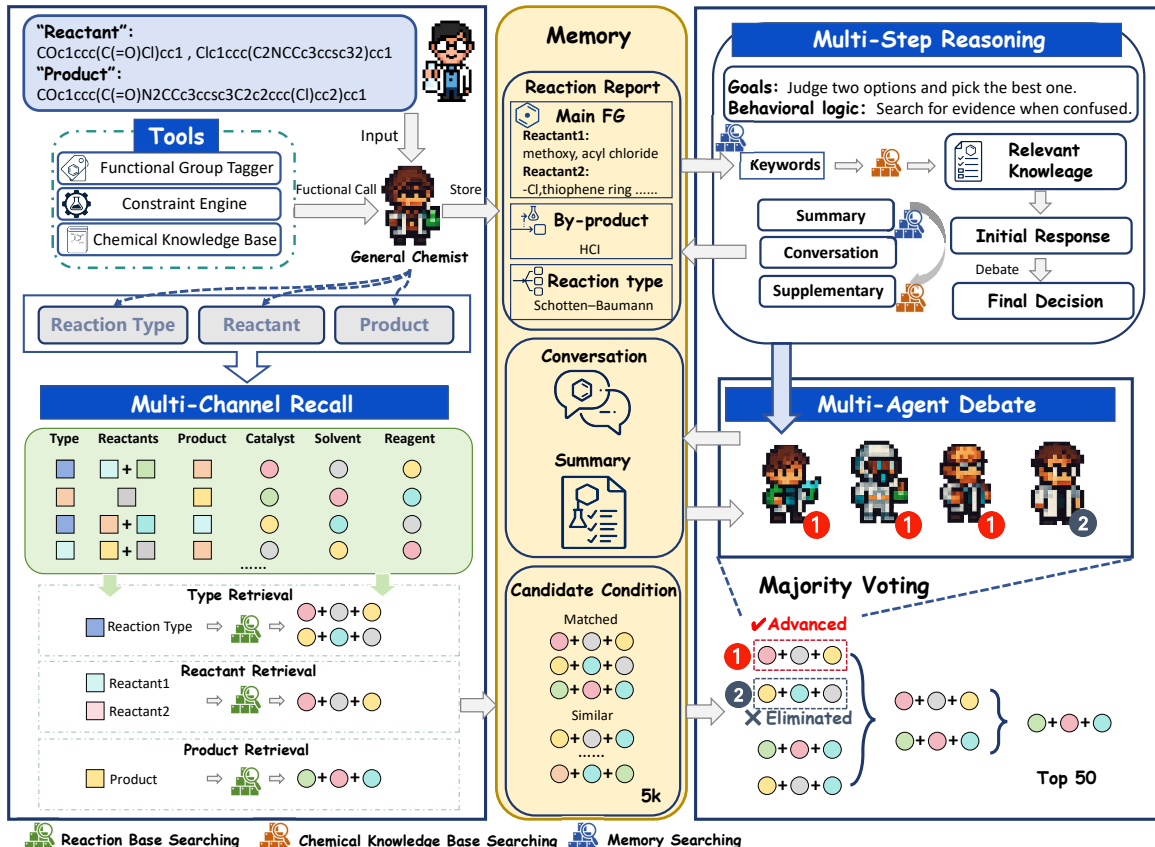 “Reactant”:
COc1ccc(C(=O)Cl)cc1 , Clc1ccc(C2NCCc3ccsc32)cc1
“Product”:
COc1ccc(C(=O)N2CCc3ccsc3C2c2ccc(Cl)cc2)cc1
Tools
Functional Group Tagger
Constraint Engine
Chemical Knowledge Base
Input
Fuctional Call
Store
General Chemist
Reaction Type
Reactant
Product
Multi-Channel Recall
Type Reactants Product Catalyst Solvent Reagent
+
+
+
......
Type Retrieval
Reaction Type
+ +
+ +
Reactant Retrieval
Reactant1
Reactant2
+ +
Product Retrieval
Product
+ +
Memory
Reaction Report
Main FG
Reactant1:
methoxy, acyl chloride
Reactant2:
-Cl,thiophene ring ......
By-product
HCl
Reaction type
Schotten–Baumann
Conversation
Summary
Candidate Condition
Matched
+ +
+ +
+ +
Similar
+ +
......
+ +
5k
Multi-Step Reasoning
Goals: Judge two options and pick the best one.
Behavioral logic: Search for evidence when confused.
Keywords
Relevant
Knowleage
Summary
Conversation
Supplementary
Initial Response
Debate
Final Decision
Multi-Agent Debate
1 1 1 2
Majority Voting
✔Advanced
1 + +
2 + +
✕ Eliminated
+ +
+ +
+ +
+ +
+ +
Top 50
Reaction Base Searching
Chemical Knowledge Base Searching
Memory Searching